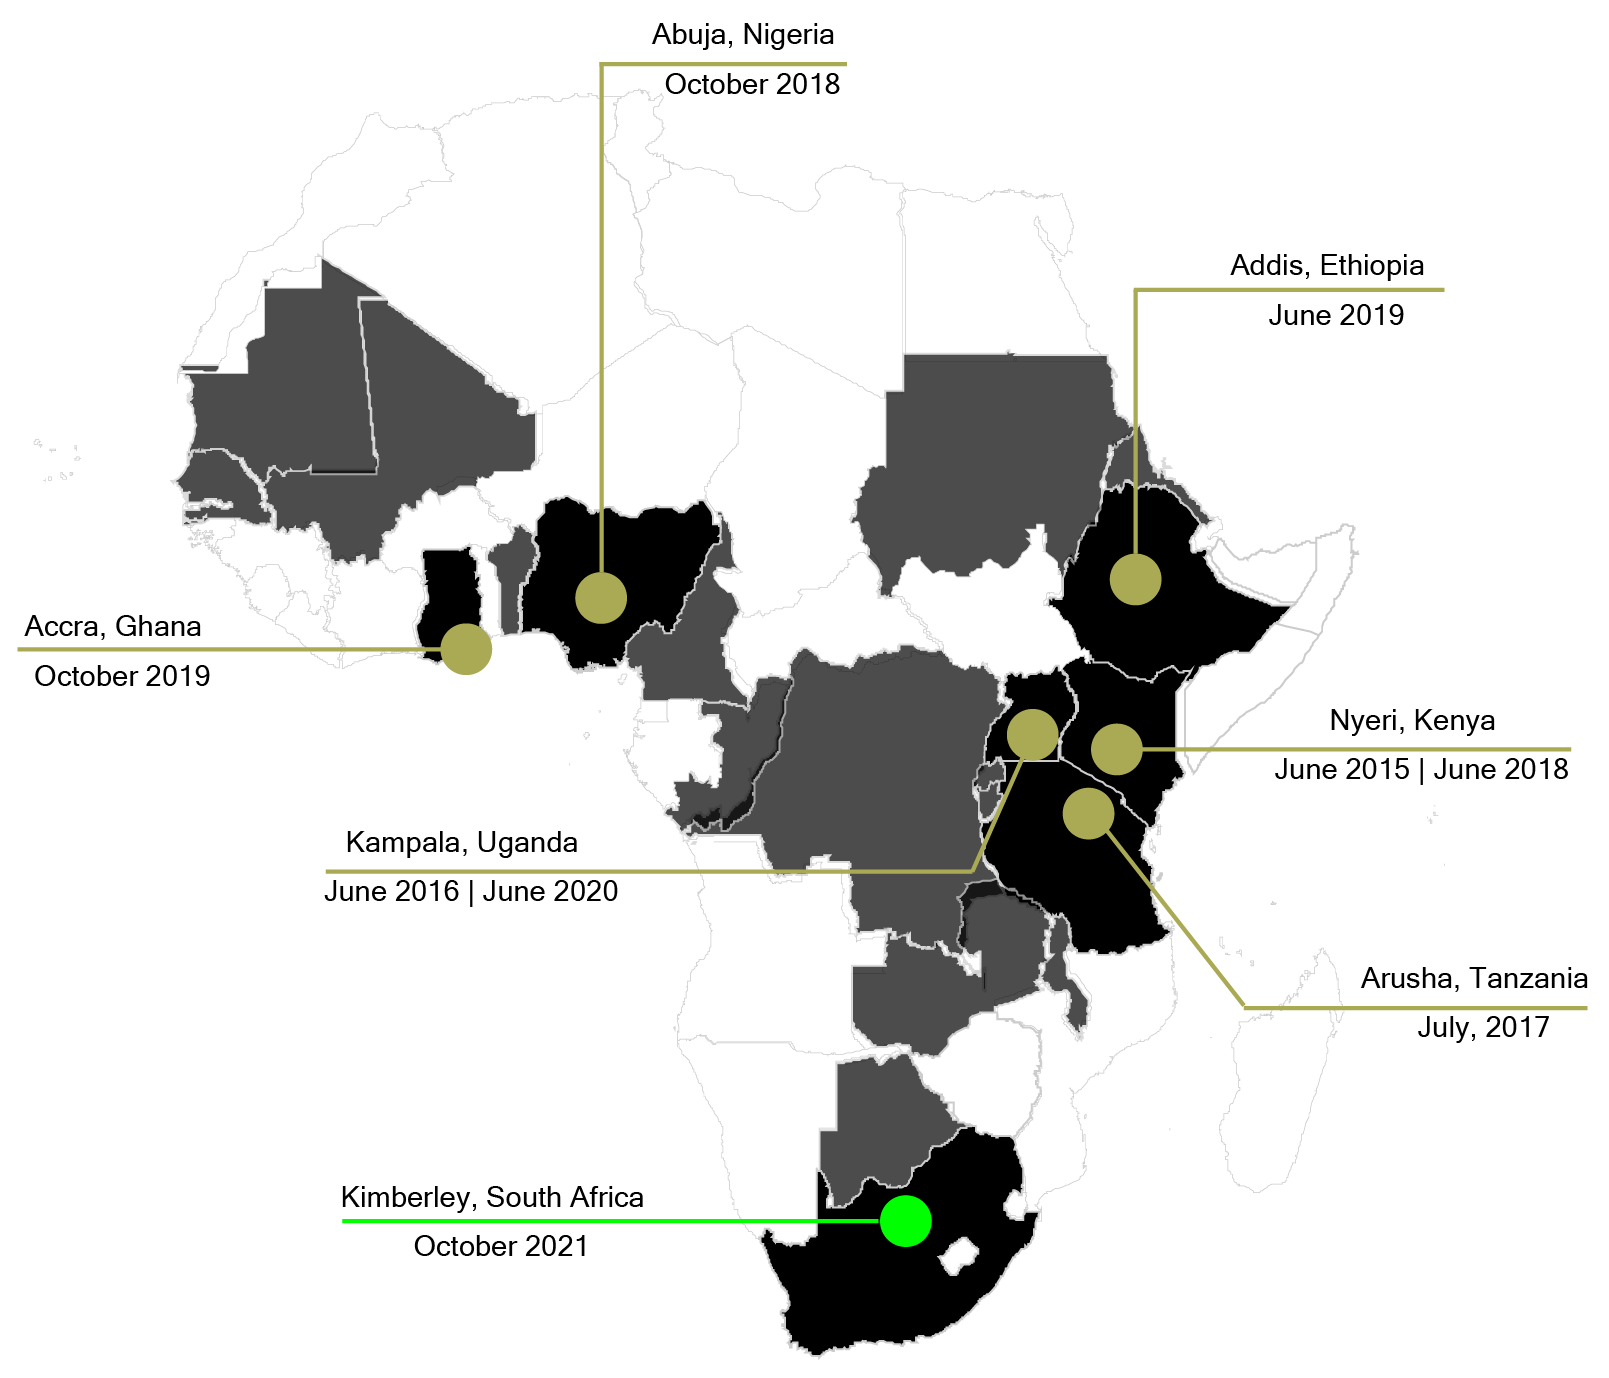 Abuja, Nigeria
October 2018
Addis, Ethiopia
June 2019
Accra, Ghana
October 2019
Nyeri, Kenya
June 2015 | June 2018
Kampala, Uganda
June 2016 | June 2020
Arusha, Tanzania
July, 2017
Kimberley, South Africa
October 2021